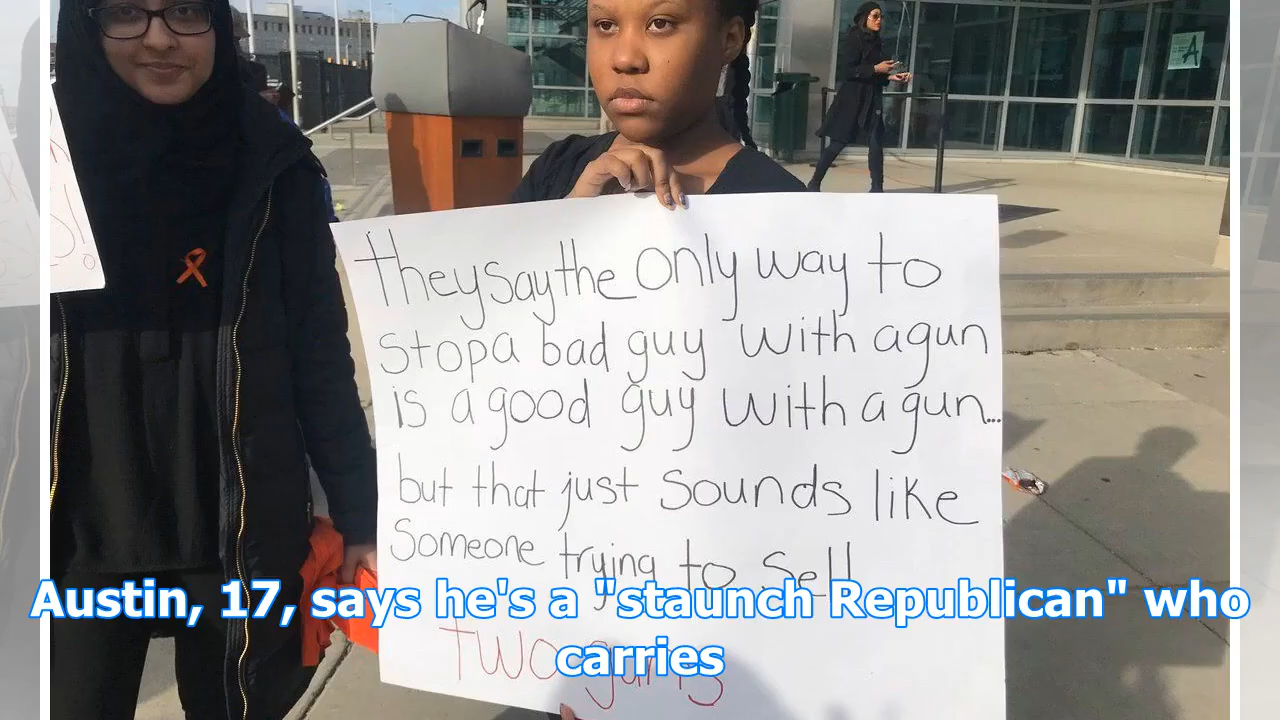 They say the only way to
stop a bad guy with a gun
is a good guy with a gun...
but that just sounds like
someone trying to sell
two guns
Austin, 17, says he's a "staunch Republican" who
carries